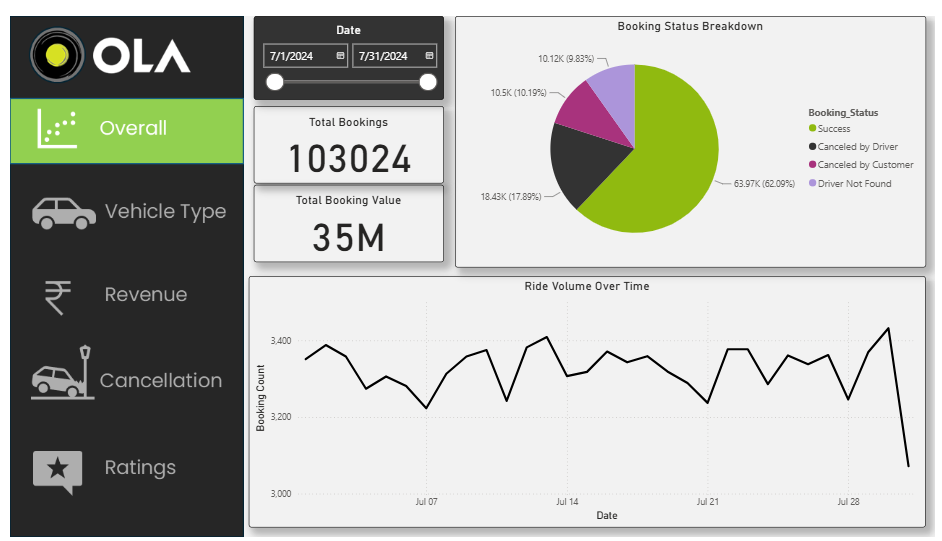 OLA
Overall
Vehicle Type
Revenue
Cancellation
Ratings
Date
7/1/2024
7/31/2024
Total Bookings
103024
Total Booking Value
35M
Booking Status Breakdown
10.12K (9.83%)
10.5K (10.19%)
18.43K (17.89%)
63.97K (62.09%)
Booking_Status
Success
Canceled by Driver
Canceled by Customer
Driver Not Found
Ride Volume Over Time
Booking Count
3,400
3,200
3,000
Jul 07
Jul 14
Jul 21
Jul 28
Date